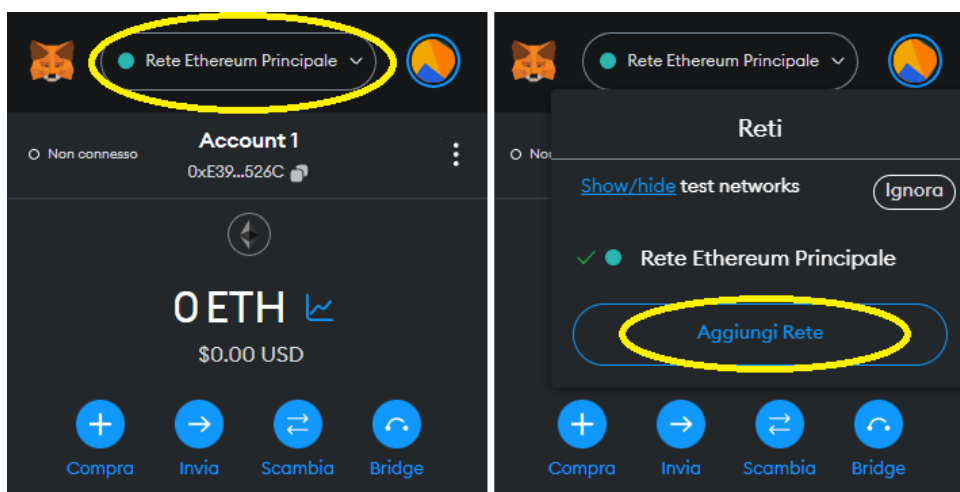 Rete Ethereum Principale
Non connesso
Account 1
0xE39...526C
0 ETH
$0.00 USD
Compra
Invia
Scambia
Bridge
Rete Ethereum Principale
Reti
Show/hide test networks
Ignora
Rete Ethereum Principale
Aggiungi Rete
Compra
Invia
Scambia
Bridge